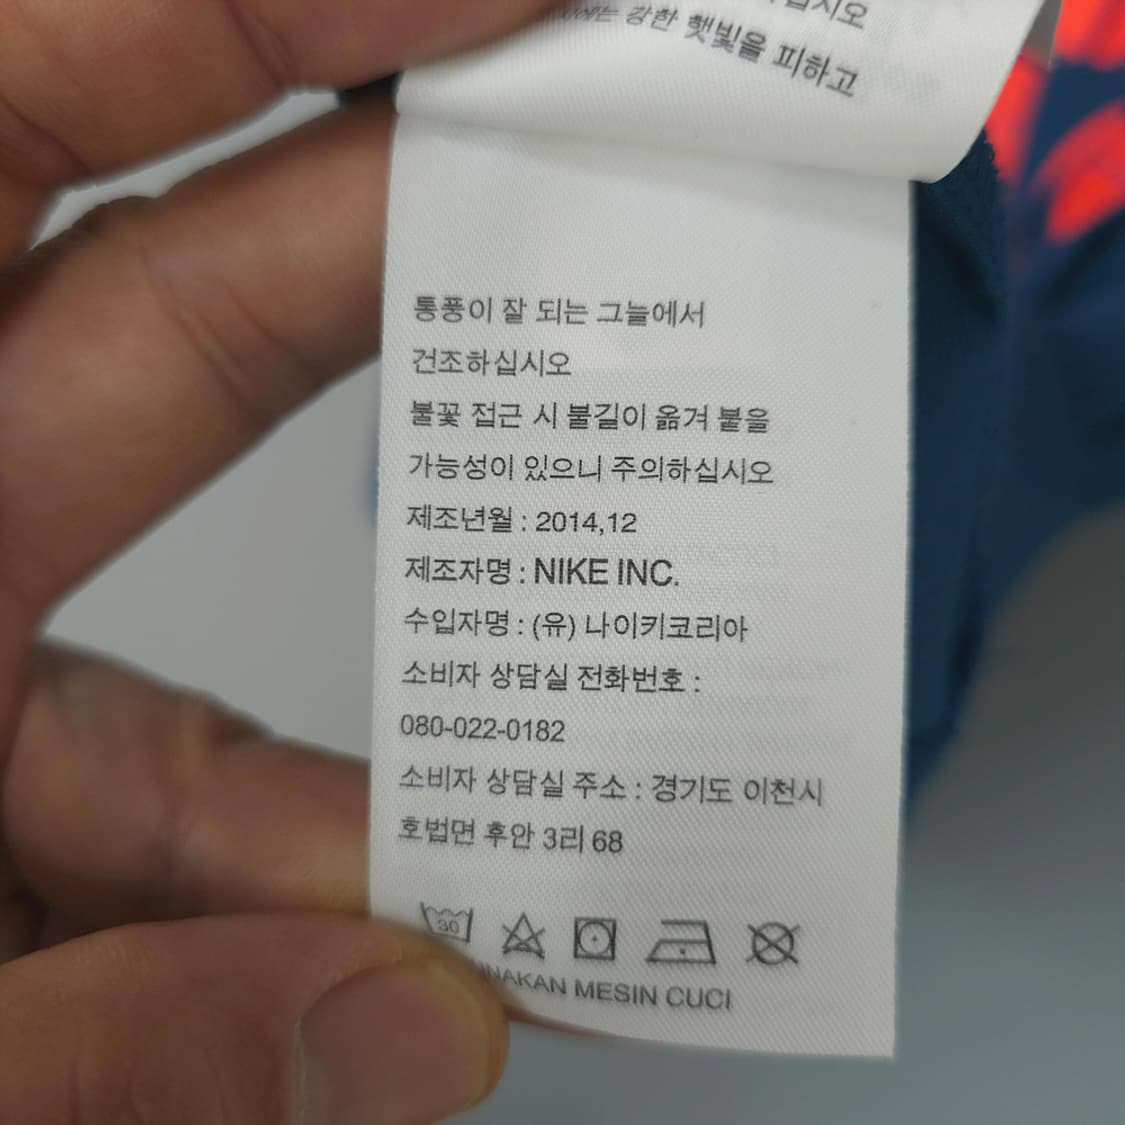 십시오
강한 햇빛을 피하고
통풍이 잘 되는 그늘에서
건조하십시오
불꽃 접근 시 불길이 옮겨 붙을
가능성이 있으니 주의하십시오
제조년월 : 2014,12
제조자명 : NIKE INC.
수입자명 : (유) 나이키코리아
소비자 상담실 전화번호 :
080-022-0182
소비자 상담실 주소 : 경기도 이천시
호법면 후안 3리 68
30
MESIN CUCI